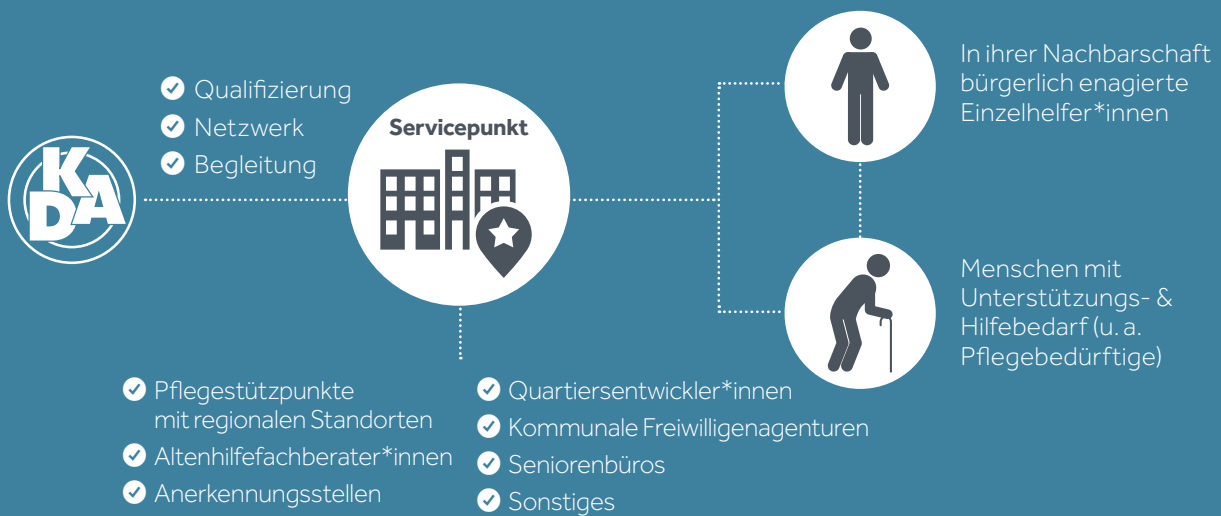 KDA
Qualifizierung
Netzwerk
Begleitung
Servicepunkt
In ihrer Nachbarschaft
bürgerlich enagierte
Einzelhelfer*innen
Menschen mit
Unterstützungs- &
Hilfebedarf (u. a.
Pflegebedürftige)
Pflegestützpunkte
mit regionalen Standorten
Altenhilfefachberater*innen
Anerkennungsstellen
Quartiersentwickler*innen
Kommunale Freiwilligenagenturen
Seniorenbüros
Sonstiges